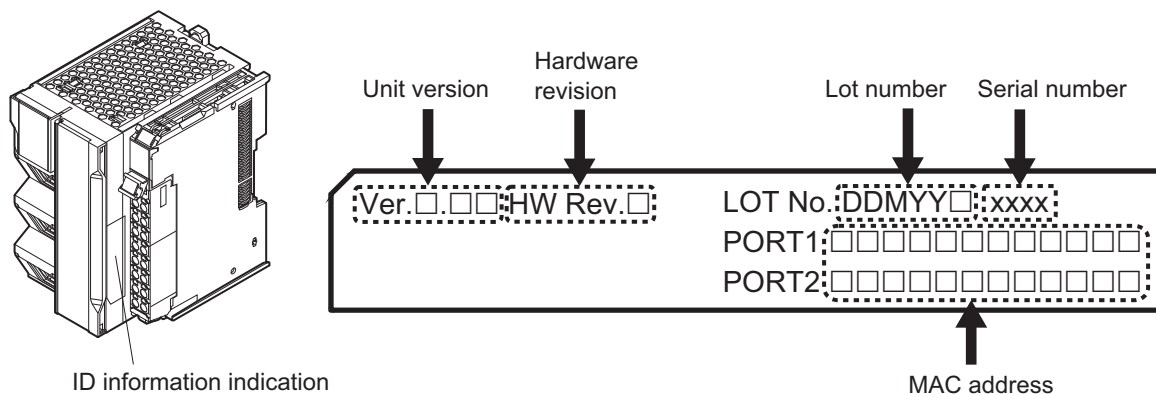 Unit version
Hardware
revision
Lot number
Serial number
Ver.□.□□
HW Rev.□
LOT No.
DDMYY□
xxxx
PORT1 □□□□□□□□□□□□
PORT2 □□□□□□□□□□□□
ID information indication
MAC address